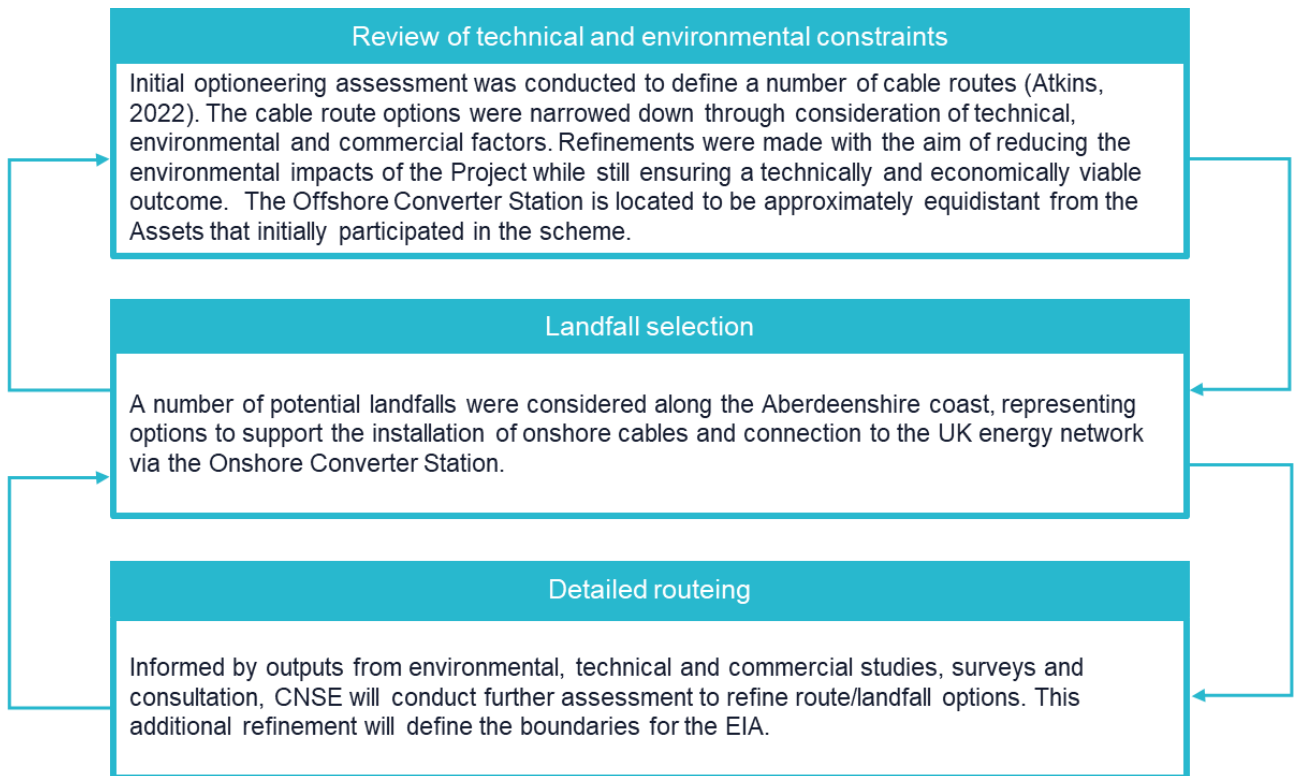 Review of technical and environmental constraints
Initial optioneering assessment was conducted to define a number of cable routes (Atkins,
2022). The cable route options were narrowed down through consideration of technical,
environmental and commercial factors. Refinements were made with the aim of reducing the
environmental impacts of the Project while still ensuring a technically and economically viable
outcome. The Offshore Converter Station is located to be approximately equidistant from the
Assets that initially participated in the scheme.
Landfall selection
A number of potential landfalls were considered along the Aberdeenshire coast, representing
options to support the installation of onshore cables and connection to the UK energy network
via the Onshore Converter Station.
Detailed routeing
Informed by outputs from environmental, technical and commercial studies, surveys and
consultation, CNSE will conduct further assessment to refine route/landfall options. This
additional refinement will define the boundaries for the EIA.